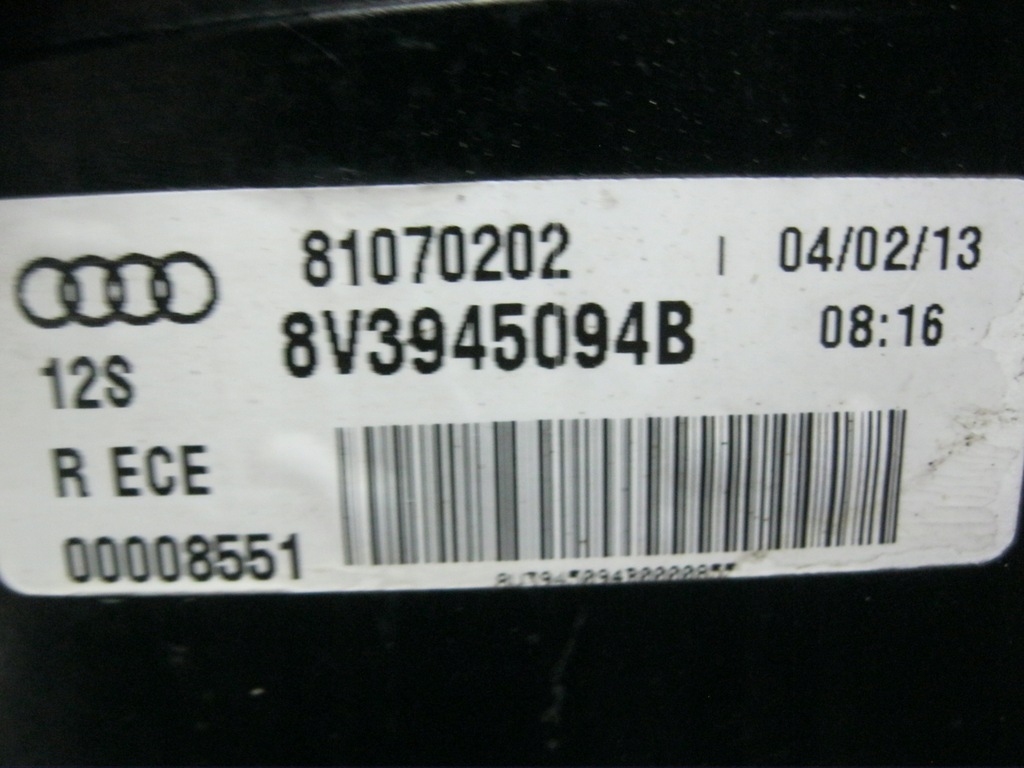 81070202 | 04/02/13
8V3945094B 08:16
12S
R ECE
00008551